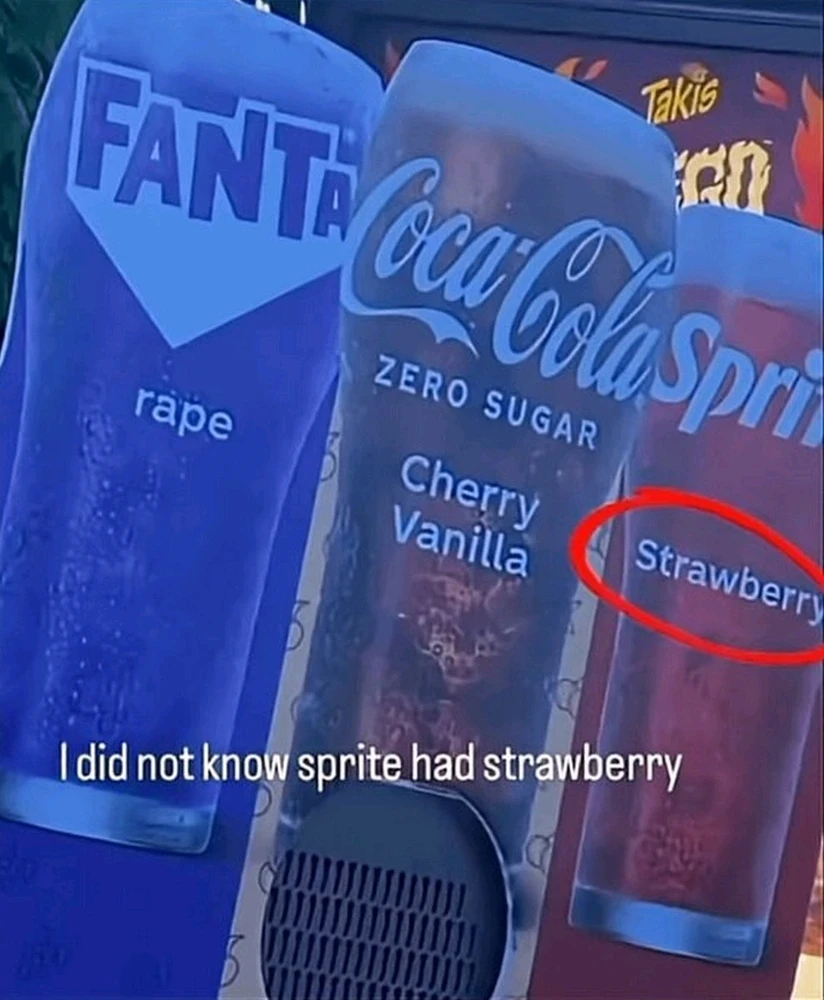 FANTA
rape
Coca-Cola
ZERO SUGAR
Cherry
Vanilla
Takis
Spri
Strawberry
I did not know sprite had strawberry